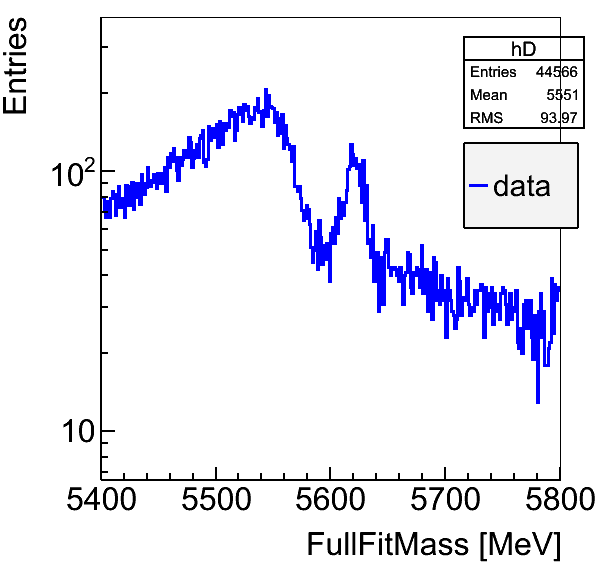 Entries
hD
Entries 44566
Mean 5551
RMS 93.97
data
10²
10
5400 5500 5600 5700 5800
FullFitMass [MeV]